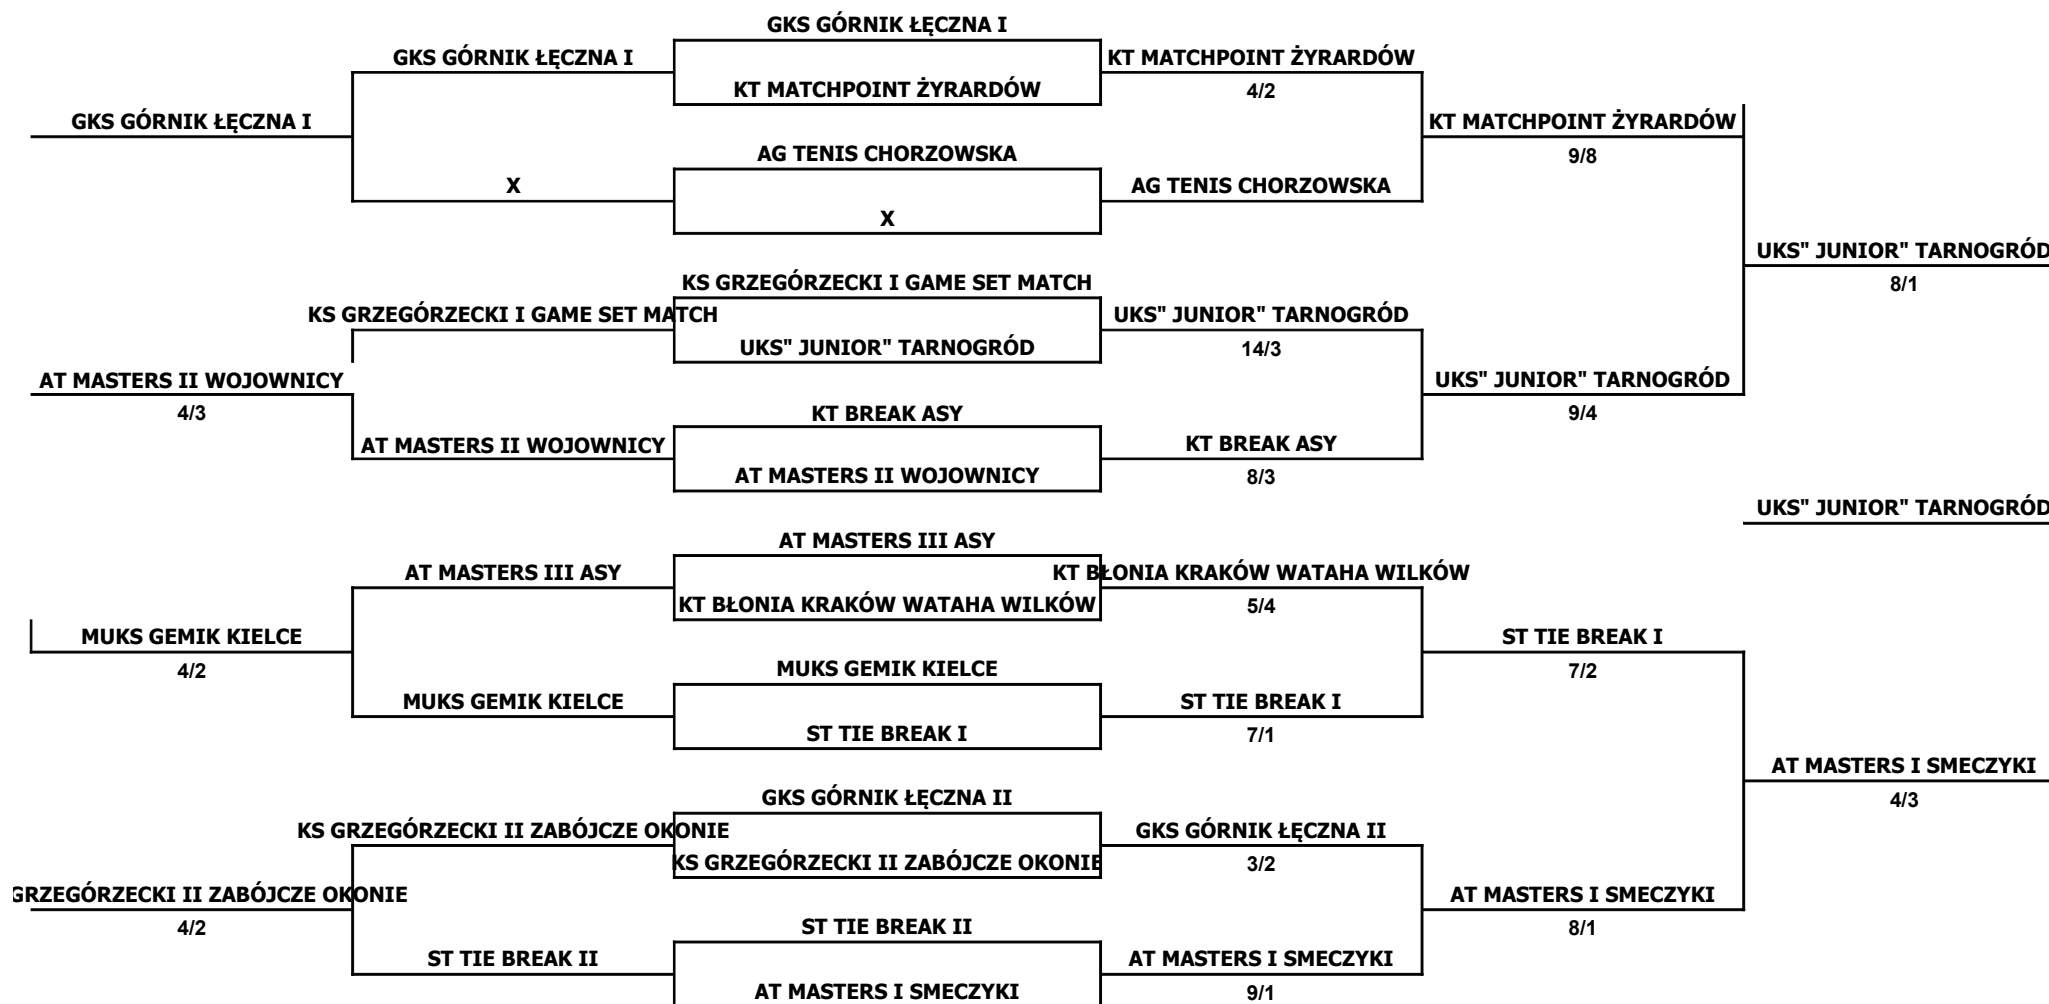 GKS GÓRNIK ŁĘCZNA I
GKS GÓRNIK ŁĘCZNA I
KT MATCHPOINT ŻYRARDÓW
KT MATCHPOINT ŻYRARDÓW
4/2
GKS GÓRNIK ŁĘCZNA I
KT MATCHPOINT ŻYRARDÓW
AG TENIS CHORZOWSKA
9/8
X
AG TENIS CHORZOWSKA
X
UKS" JUNIOR" TARNOGRÓD
KS GRZEGÓRZECKI I GAME SET MATCH
8/1
KS GRZEGÓRZECKI I GAME SET MATCH
UKS" JUNIOR" TARNOGRÓD
UKS" JUNIOR" TARNOGRÓD
14/3
AT MASTERS II WOJOWNICY
UKS" JUNIOR" TARNOGRÓD
4/3
KT BREAK ASY
9/4
AT MASTERS II WOJOWNICY
KT BREAK ASY
AT MASTERS II WOJOWNICY
8/3
UKS" JUNIOR" TARNOGRÓD
AT MASTERS III ASY
AT MASTERS III ASY
KT BŁONIA KRAKÓW WATAHA WILKÓW
KT BŁONIA KRAKÓW WATAHA WILKÓW
5/4
MUKS GEMIK KIELCE
ST TIE BREAK I
4/2
MUKS GEMIK KIELCE
7/2
MUKS GEMIK KIELCE
ST TIE BREAK I
ST TIE BREAK I
7/1
AT MASTERS I SMECZYKI
GKS GÓRNIK ŁĘCZNA II
4/3
KS GRZEGÓRZECKI II ZABÓJCZE OKONIE
GKS GÓRNIK ŁĘCZNA II
KS GRZEGÓRZECKI II ZABÓJCZE OKONIE
3/2
GRZEGÓRZECKI II ZABÓJCZE OKONIE
AT MASTERS I SMECZYKI
4/2
ST TIE BREAK II
8/1
ST TIE BREAK II
AT MASTERS I SMECZYKI
AT MASTERS I SMECZYKI
9/1